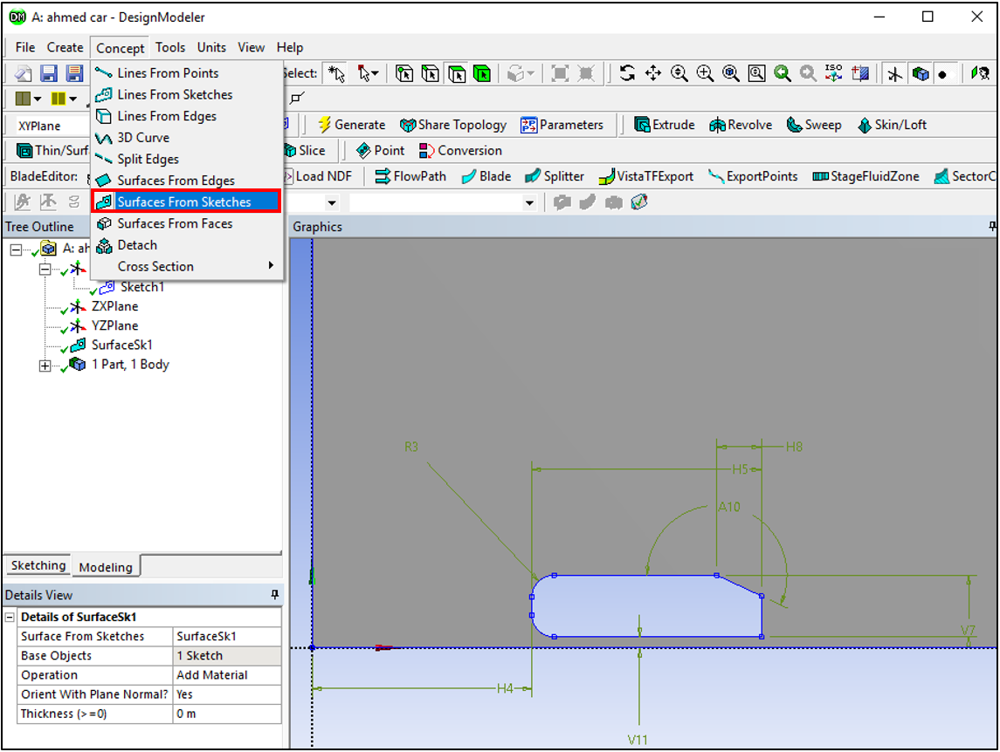 A: ahmed car - DesignModeler
File Create Concept Tools Units View Help
Lines From Points
Lines From Sketches
Lines From Edges
3D Curve
Split Edges
Surfaces From Edges
Surfaces From Sketches
Surfaces From Faces
Detach
Cross Section
Select:
ISO
XYPlane
Generate Share Topology Parameters Extrude Revolve Sweep Skin/Loft
Thin/Surf Slice Point Conversion
BladeEditor: Load NDF FlowPath Blade Splitter VistaTFExport ExportPoints StageFluidZone SectorC
Tree Outline
Graphics
A: ah
Sketch1
ZXPlane
YZPlane
SurfaceSk1
1 Part, 1 Body
Sketching Modeling
Details View
Details of SurfaceSk1
Surface From Sketches SurfaceSk1
Base Objects 1 Sketch
Operation Add Material
Orient With Plane Normal? Yes
Thickness (>=0) 0 m
R3
H8
H5
A10
V7
H4
V11